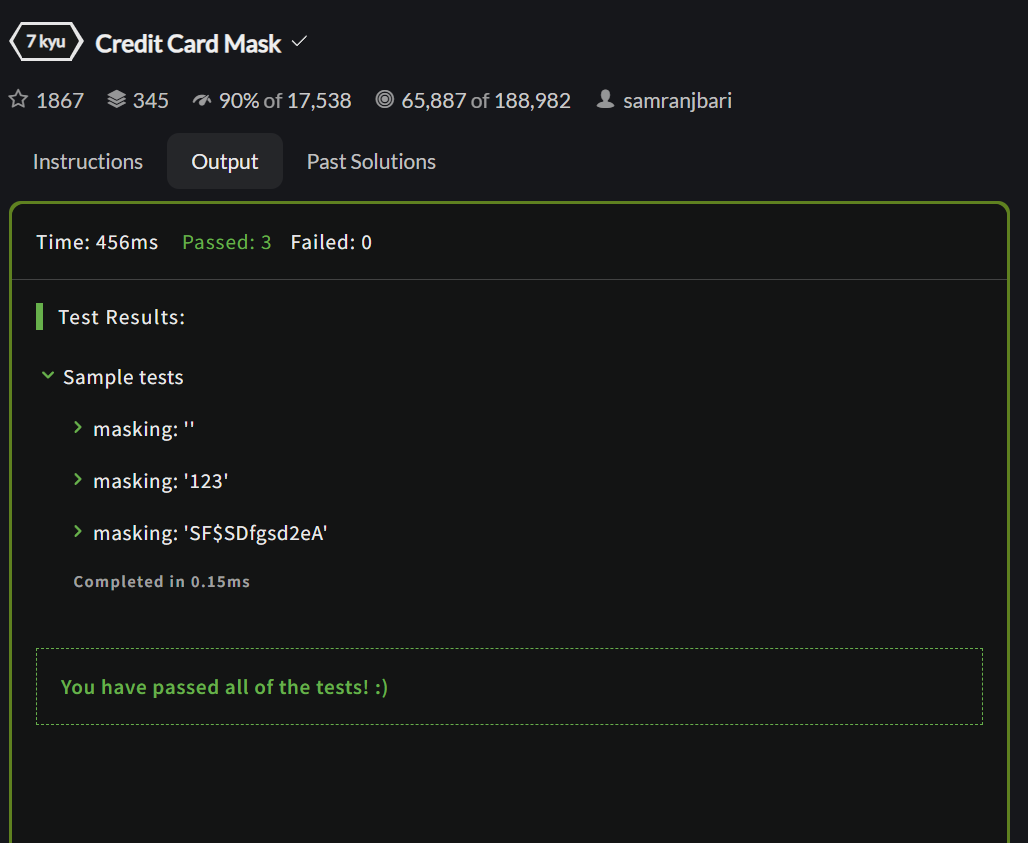 7 kyu Credit Card Mask
1867 345 90% of 17,538 65,887 of 188,982 samranjbari
Instructions Output Past Solutions
Time: 456ms Passed: 3 Failed: 0
Test Results:
Sample tests
masking: ''
masking: '123'
masking: 'SF$SDfgsd2eA'
Completed in 0.15ms
You have passed all of the tests! :)